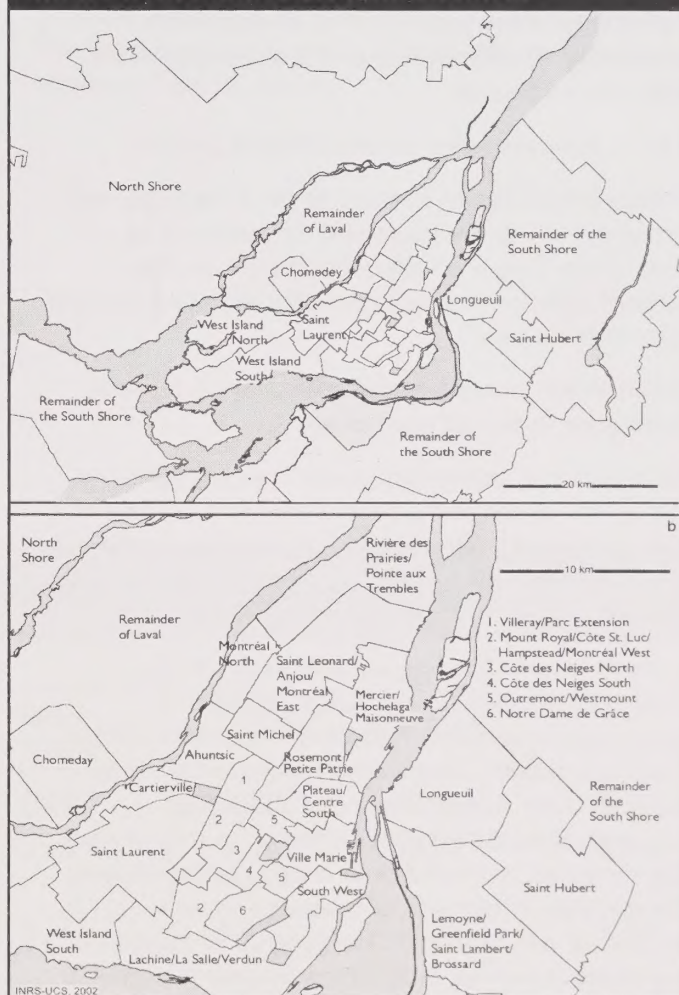 North Shore
Remainder
of Laval
Chomedey
West Island
North
Saint
Laurent
West Island
South
Longueuil
Remainder of the
South Shore
Saint Hubert
Remainder of
the South Shore
Remainder of
the South Shore
20 km
b
North
Shore
Rivière des
Prairies/
Pointe aux
Trembles
10 km
Remainder
of Laval
1. Villeray/Parc Extension
2. Mount Royal/Côte St. Luc/
Hampstead/Montréal West
3. Côte des Neiges North
4. Côte des Neiges South
5. Outremont/Westmount
6. Notre Dame de Grâce
Montréal
North
Saint Leonard/
Anjou/
Montréal
East
Mercier/
Hochelaga
Maisonneuve
Saint Michel
Chomeday
Ahuntsic
Rosemont
Petite Patrie
Cartierville
1
Plateau/
Centre
South
Longueuil
Remainder
of the
South Shore
2
5
Saint Laurent
3
Ville Marie
4
5
South West
Saint Hubert
2
6
West Island
South
Lachine/La Salle/Verdun
Lemoyne/
Greenfield Park/
Saint Lambert/
Brossard
INRS-UCS, 2002